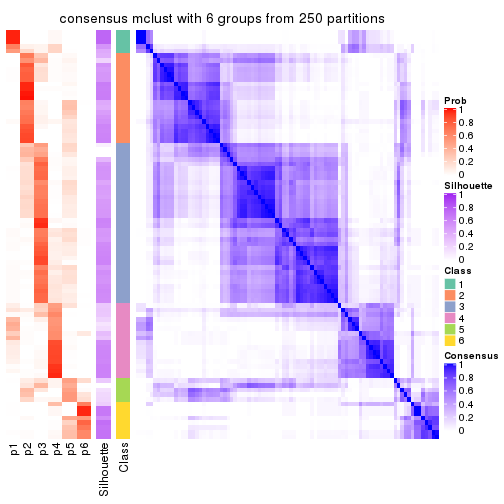 consensus mclust with 6 groups from 250 partitions
Prob
1
0.8
0.6
0.4
0.2
0
Silhouette
1
0.8
0.6
0.4
0.2
0
Class
1
2
3
4
5
6
Consensus
1
0.8
0.6
0.4
0.2
0
p1
p2
p3
p4
p5
p6
Silhouette
Class